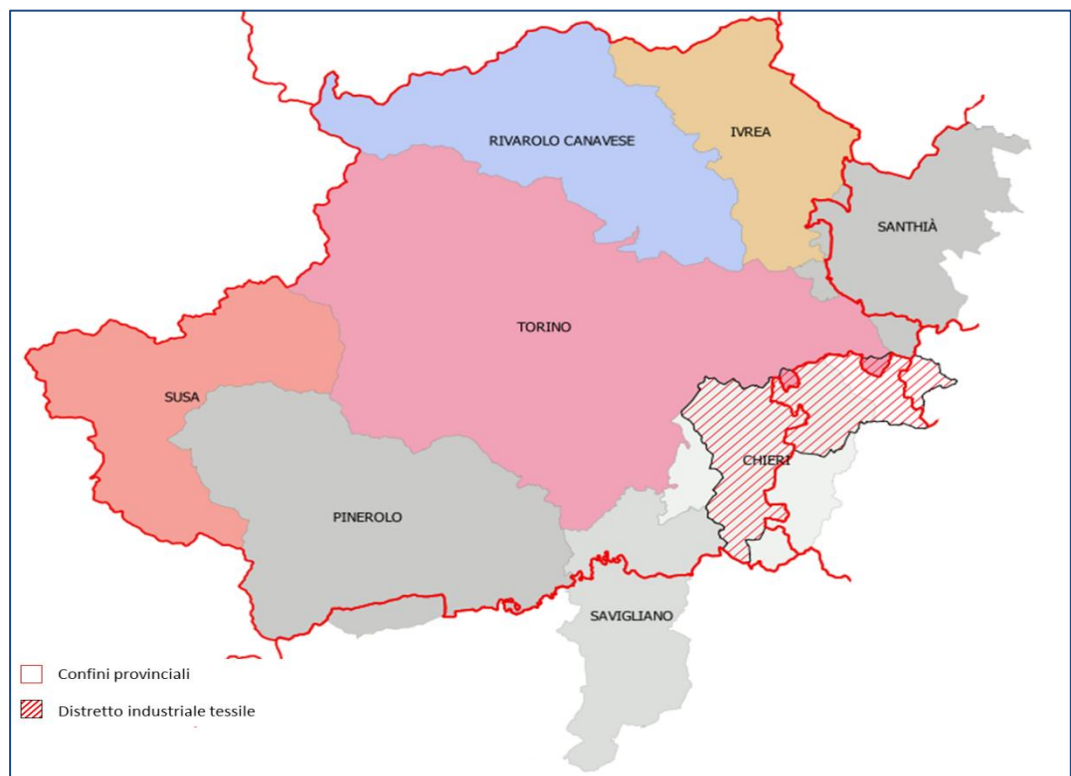 IVREA
RIVAROLO CANAVESE
SANTHIÀ
TORINO
SUSA
CHIERI
PINEROLO
SAVIGLIANO
Confini provinciali
Distretto industriale tessile